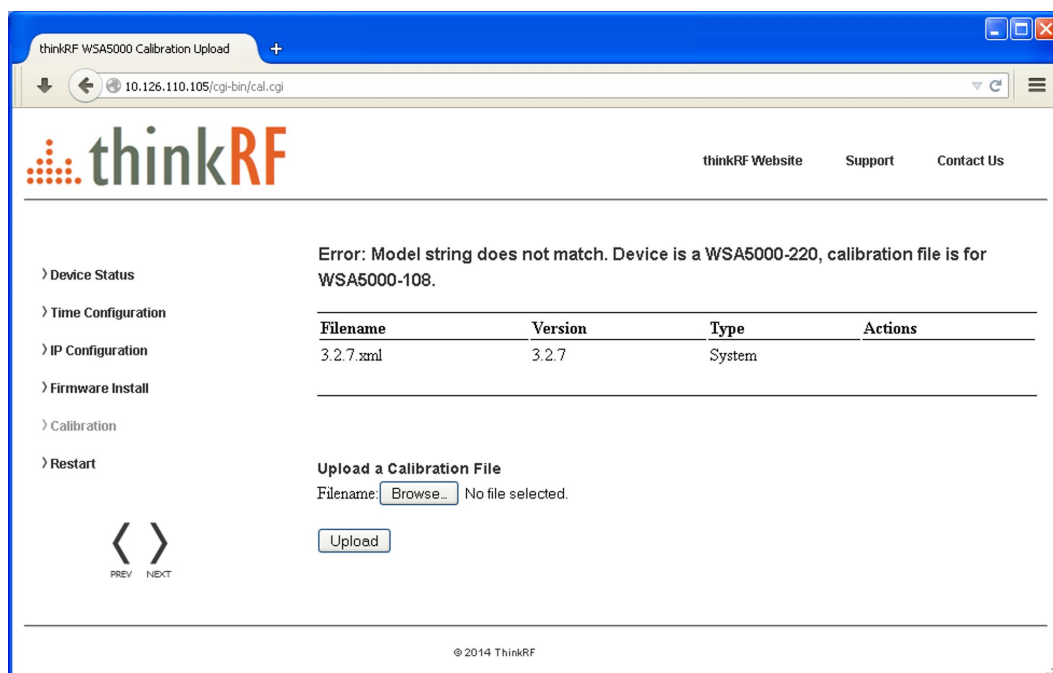 thinkRF WSA5000 Calibration Upload
10.126.110.105/cgi-bin/cal.cgi
thinkRF
thinkRF Website Support Contact Us
Error: Model string does not match. Device is a WSA5000-220, calibration file is for
WSA5000-108.
Device Status
Time Configuration
IP Configuration
Firmware Install
Calibration
Restart
PREV NEXT
Filename Version Type Actions
3.2.7.xml 3.2.7 System
Upload a Calibration File
Filename: Browse... No file selected.
Upload
© 2014 ThinkRF